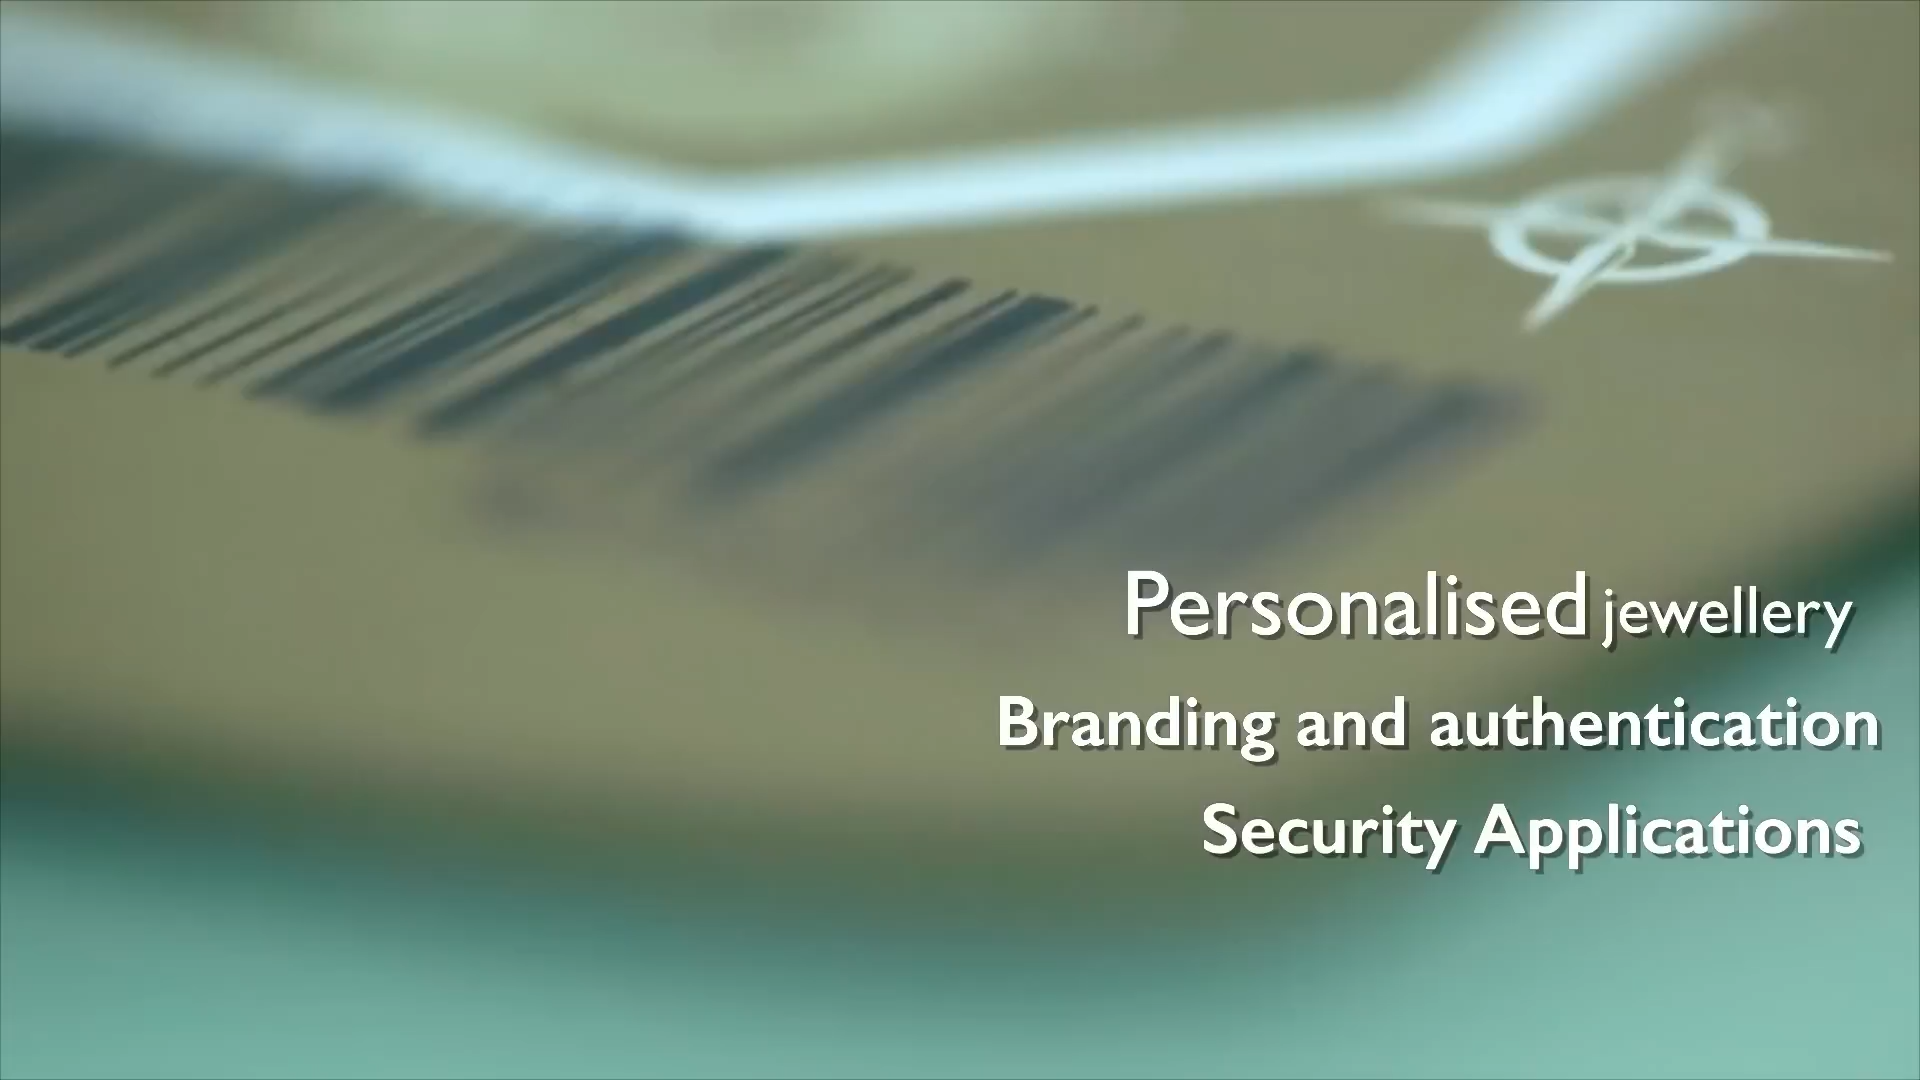 Personalised jewellery
Branding and authentication
Security Applications